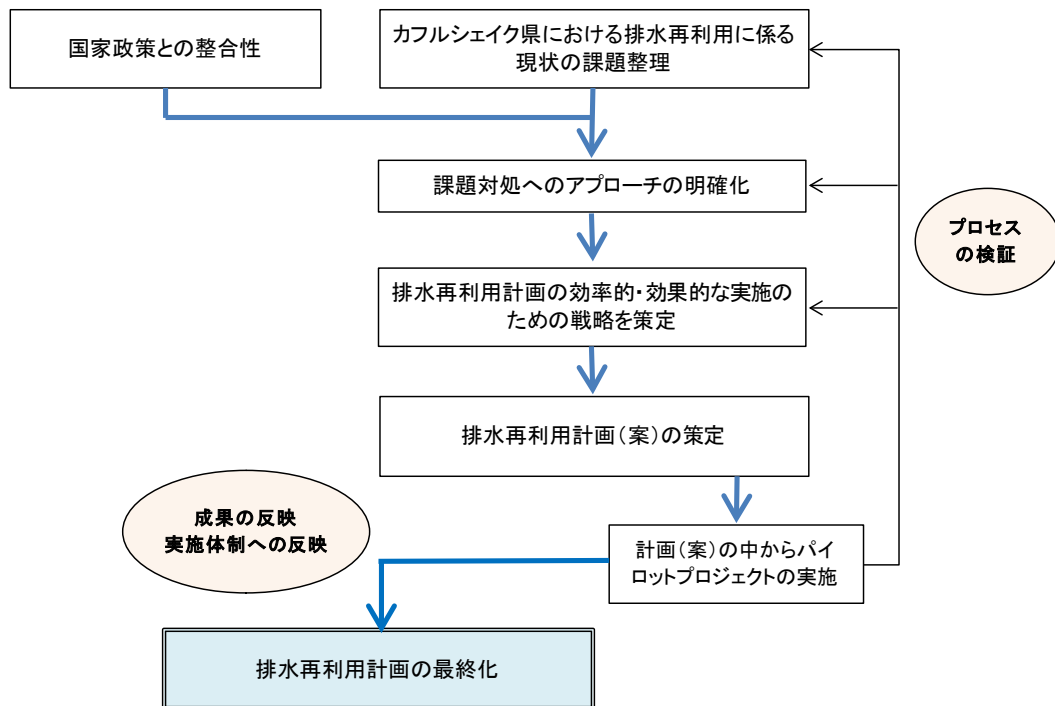 国家政策との整合性
カフルシェイク県における排水再利用に係る
現状の課題整理
課題対処へのアプローチの明確化
プロセス
の検証
排水再利用計画の効率的・効果的な実施の
ための戦略を策定
排水再利用計画(案)の策定
成果の反映
実施体制への反映
計画(案)の中からパイ
ロットプロジェクトの実施
排水再利用計画の最終化